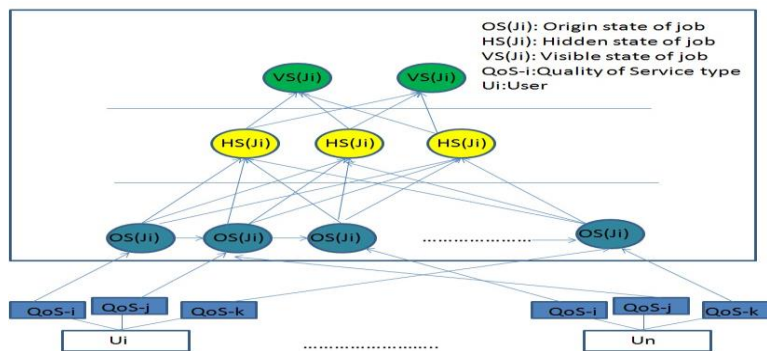 OS(Ji): Origin state of job
HS(Ji): Hidden state of job
VS(Ji): Visible state of job
QoS-i:Quality of Service type
Ui:User
VS(Ji) VS(Ji)
HS(Ji) HS(Ji) HS(Ji)
OS(Ji) OS(Ji) OS(Ji) ........................ OS(Ji)
QoS-i QoS-j QoS-k QoS-i QoS-j QoS-k
Ui ........................ Un